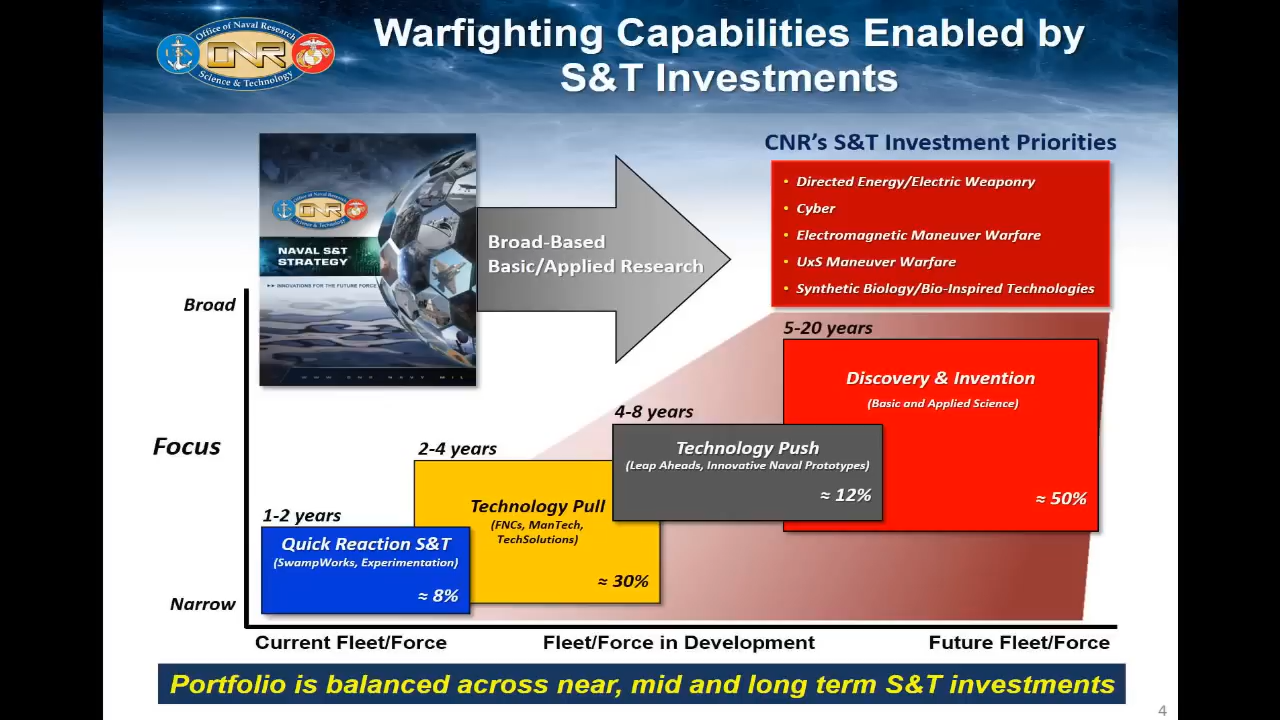 Office of Naval Research
CNR
Science & Technology
Warfighting Capabilities Enabled by
S&T Investments
CNR's S&T Investment Priorities
• Directed Energy/Electric Weaponry
• Cyber
• Electromagnetic Maneuver Warfare
• UxS Maneuver Warfare
• Synthetic Biology/Bio-Inspired Technologies
CNR
NAVAL S&T
STRATEGY
INNOVATIONS FOR THE FUTURE FORCE
Broad-Based
Basic/Applied Research
Broad
Focus
Narrow
5-20 years
Discovery & Invention
(Basic and Applied Science)
≈ 50%
4-8 years
Technology Push
(Leap Aheads, Innovative Naval Prototypes)
≈ 12%
2-4 years
Technology Pull
(FNCs, ManTech,
TechSolutions)
≈ 30%
1-2 years
Quick Reaction S&T
(SwampWorks, Experimentation)
≈ 8%
Current Fleet/Force
Fleet/Force in Development
Future Fleet/Force
Portfolio is balanced across near, mid and long term S&T investments
4